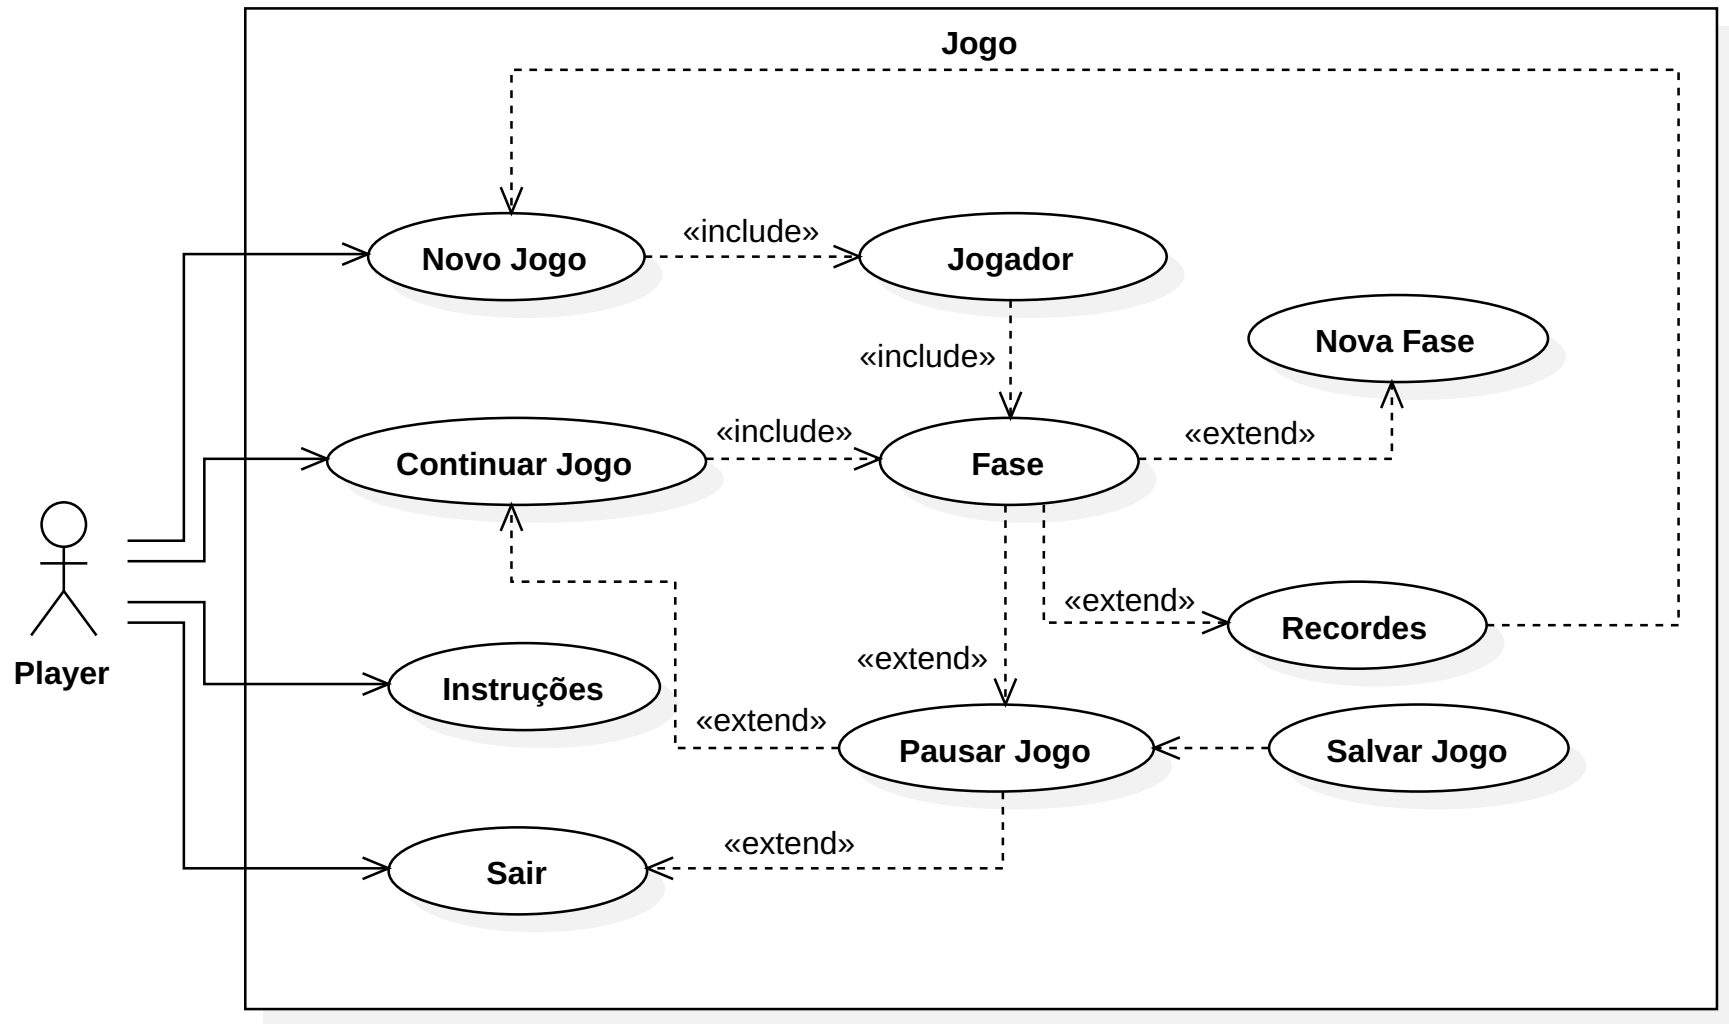 Jogo
«include»
Novo Jogo
Jogador
Nova Fase
«include»
«include»
«extend»
Continuar Jogo
Fase
«extend»
Recordes
«extend»
Player
Instruções
«extend»
Pausar Jogo
Salvar Jogo
«extend»
Sair